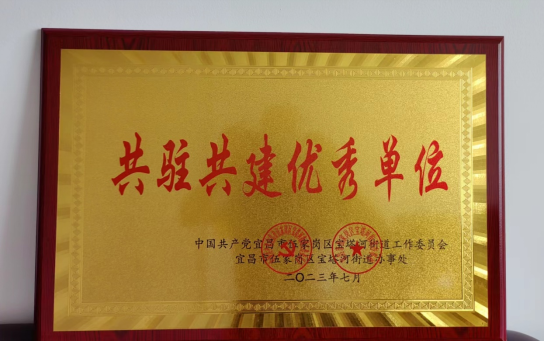 共驻共建优秀单位
中国共产党宜昌市伍家岗区宝塔河街道工作委员会
宜昌市伍家岗区宝塔河街道办事处
二〇二三年七月